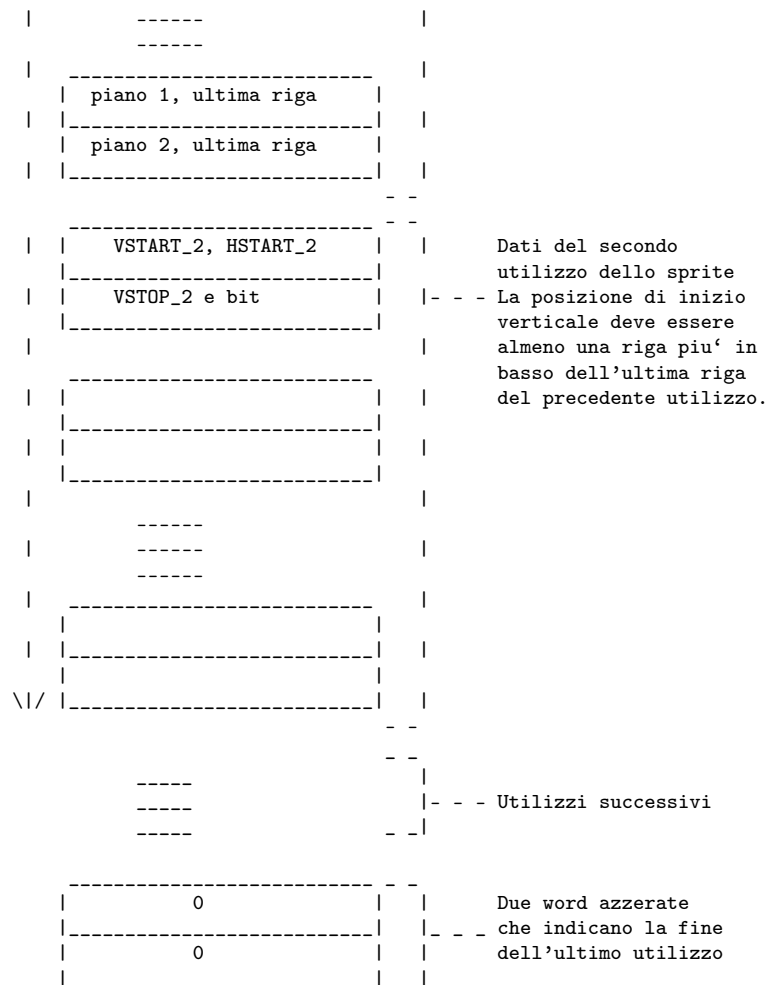 piano 1, ultima riga
piano 2, ultima riga
VSTART_2, HSTART_2
VSTOP_2 e bit
Dati del secondo
utilizzo dello sprite
La posizione di inizio
verticale deve essere
almeno una riga piu‘ in
basso dell’ultima riga
del precedente utilizzo.
Utilizzi successivi
0
0
Due word azzerate
che indicano la fine
dell’ultimo utilizzo